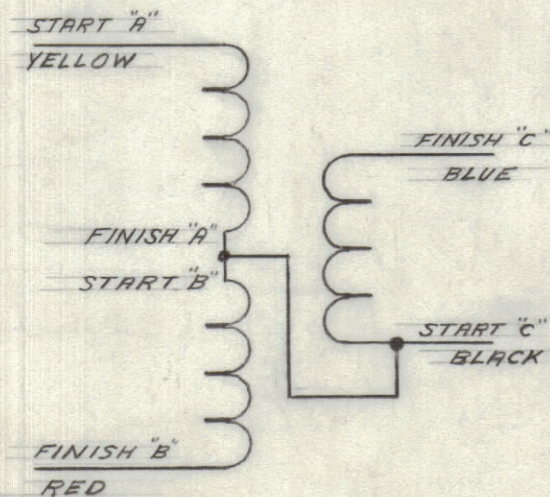 START "A"
YELLOW
FINISH "A"
START "B"
FINISH "B"
RED
FINISH "C"
BLUE
START "C"
BLACK